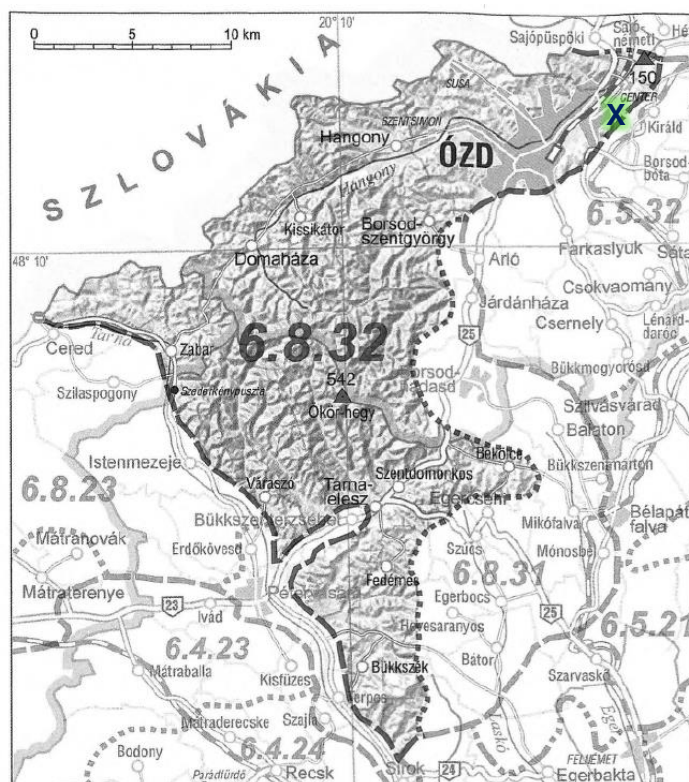 20°10'
0 5 10 km
SZLOVÁKIA
Sajópüspöki
Sajó-
németi
150
CENTER
X
Királd
SUSA
SZENTSIMON
Hangony
ÓZD
Hangony
Borsod-
bóta
6.5.32
Kissikátor
Borsod-
szentgyörgy
Domaháza
Farkaslyuk
Sáta
48°10'
Arló
Csokvaomány
Járdánháza
Lénárd-
daróc
25
Csernely
Tarna
Cered
Zabar
6.8.32
Bükkmogyorósd
542
Ökör-hegy
Borsod-
nádasd
Szilaspogony
Szederkénypuszta
Szilvásvárad
Balaton
Istenmezeje
Szentdomonkos
Bekölce
Bükkszentmárton
6.8.23
Váraszó
Tarna-
lelesz
Egercsehi
Bükkszenterzsébet
Mikófalva
Bélapát-
falva
Mátranovák
Erdőkövesd
Szúcs
Mónosbél
Mátraterenye
Fedémes
6.8.31
Pétervására
Egerbocs
23
Ivád
Hevesaranyos
25
6.5.21
6.4.23
Bátor
Mátraballa
Kisfüzes
Bükkszék
Szarvaskő
Terpes
Laskó
Eger
Mátraderecske
Szajla
6.4.24
Bodony
Parádfürdő
Recsk
Sirok
24
FELNÉMET
Egerbakta